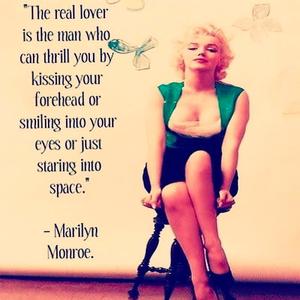 "The real lover
is the man who
can thrill you by
kissing your
forehead or
smiling into your
eyes or just
staring into
space."
- Marilyn
Monroe.